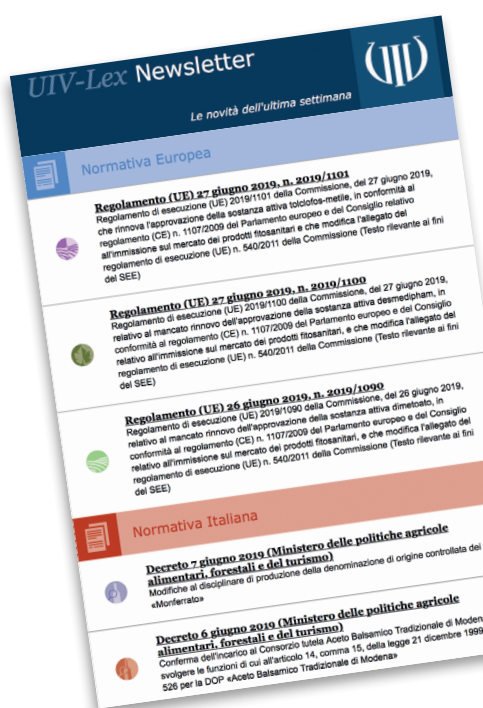 UIV-Lex Newsletter
Le novità dell'ultima settimana
Normativa Europea
Regolamento (UE) 27 giugno 2019, n. 2019/1101
Regolamento di esecuzione (UE) 2019/1101 della Commissione, del 27 giugno 2019,
che rinnova l'approvazione della sostanza attiva tolclofos-metile, in conformità al
regolamento (CE) n. 1107/2009 del Parlamento europeo e del Consiglio relativo
all'immissione sul mercato dei prodotti fitosanitari e che modifica l'allegato del
regolamento di esecuzione (UE) n. 540/2011 della Commissione (Testo rilevante ai fini
del SEE)
Regolamento (UE) 27 giugno 2019, n. 2019/1100
Regolamento di esecuzione (UE) 2019/1100 della Commissione, del 27 giugno 2019,
relativo al mancato rinnovo dell'approvazione della sostanza attiva desmedipham, in
conformità al regolamento (CE) n. 1107/2009 del Parlamento europeo e del Consiglio
relativo all'immissione sul mercato dei prodotti fitosanitari, e che modifica l'allegato del
regolamento di esecuzione (UE) n. 540/2011 della Commissione (Testo rilevante ai fini
del SEE)
Regolamento (UE) 26 giugno 2019, n. 2019/1090
Regolamento di esecuzione (UE) 2019/1090 della Commissione, del 26 giugno 2019,
relativo al mancato rinnovo dell'approvazione della sostanza attiva dimetoato, in
conformità al regolamento (CE) n. 1107/2009 del Parlamento europeo e del Consiglio
relativo all'immissione sul mercato dei prodotti fitosanitari, e che modifica l'allegato del
regolamento di esecuzione (UE) n. 540/2011 della Commissione (Testo rilevante ai fini
del SEE)
Normativa Italiana
Decreto 7 giugno 2019 (Ministero delle politiche agricole
alimentari, forestali e del turismo)
Modifiche al disciplinare di produzione della denominazione di origine controllata dei
«Monferrato»
Decreto 6 giugno 2019 (Ministero delle politiche agricole
alimentari, forestali e del turismo)
Conferma dell'incarico al Consorzio tutela Aceto Balsamico Tradizionale di Modena
svolgere le funzioni di cui all'articolo 14, comma 15, della legge 21 dicembre 1999
526 per la DOP «Aceto Balsamico Tradizionale di Modena»